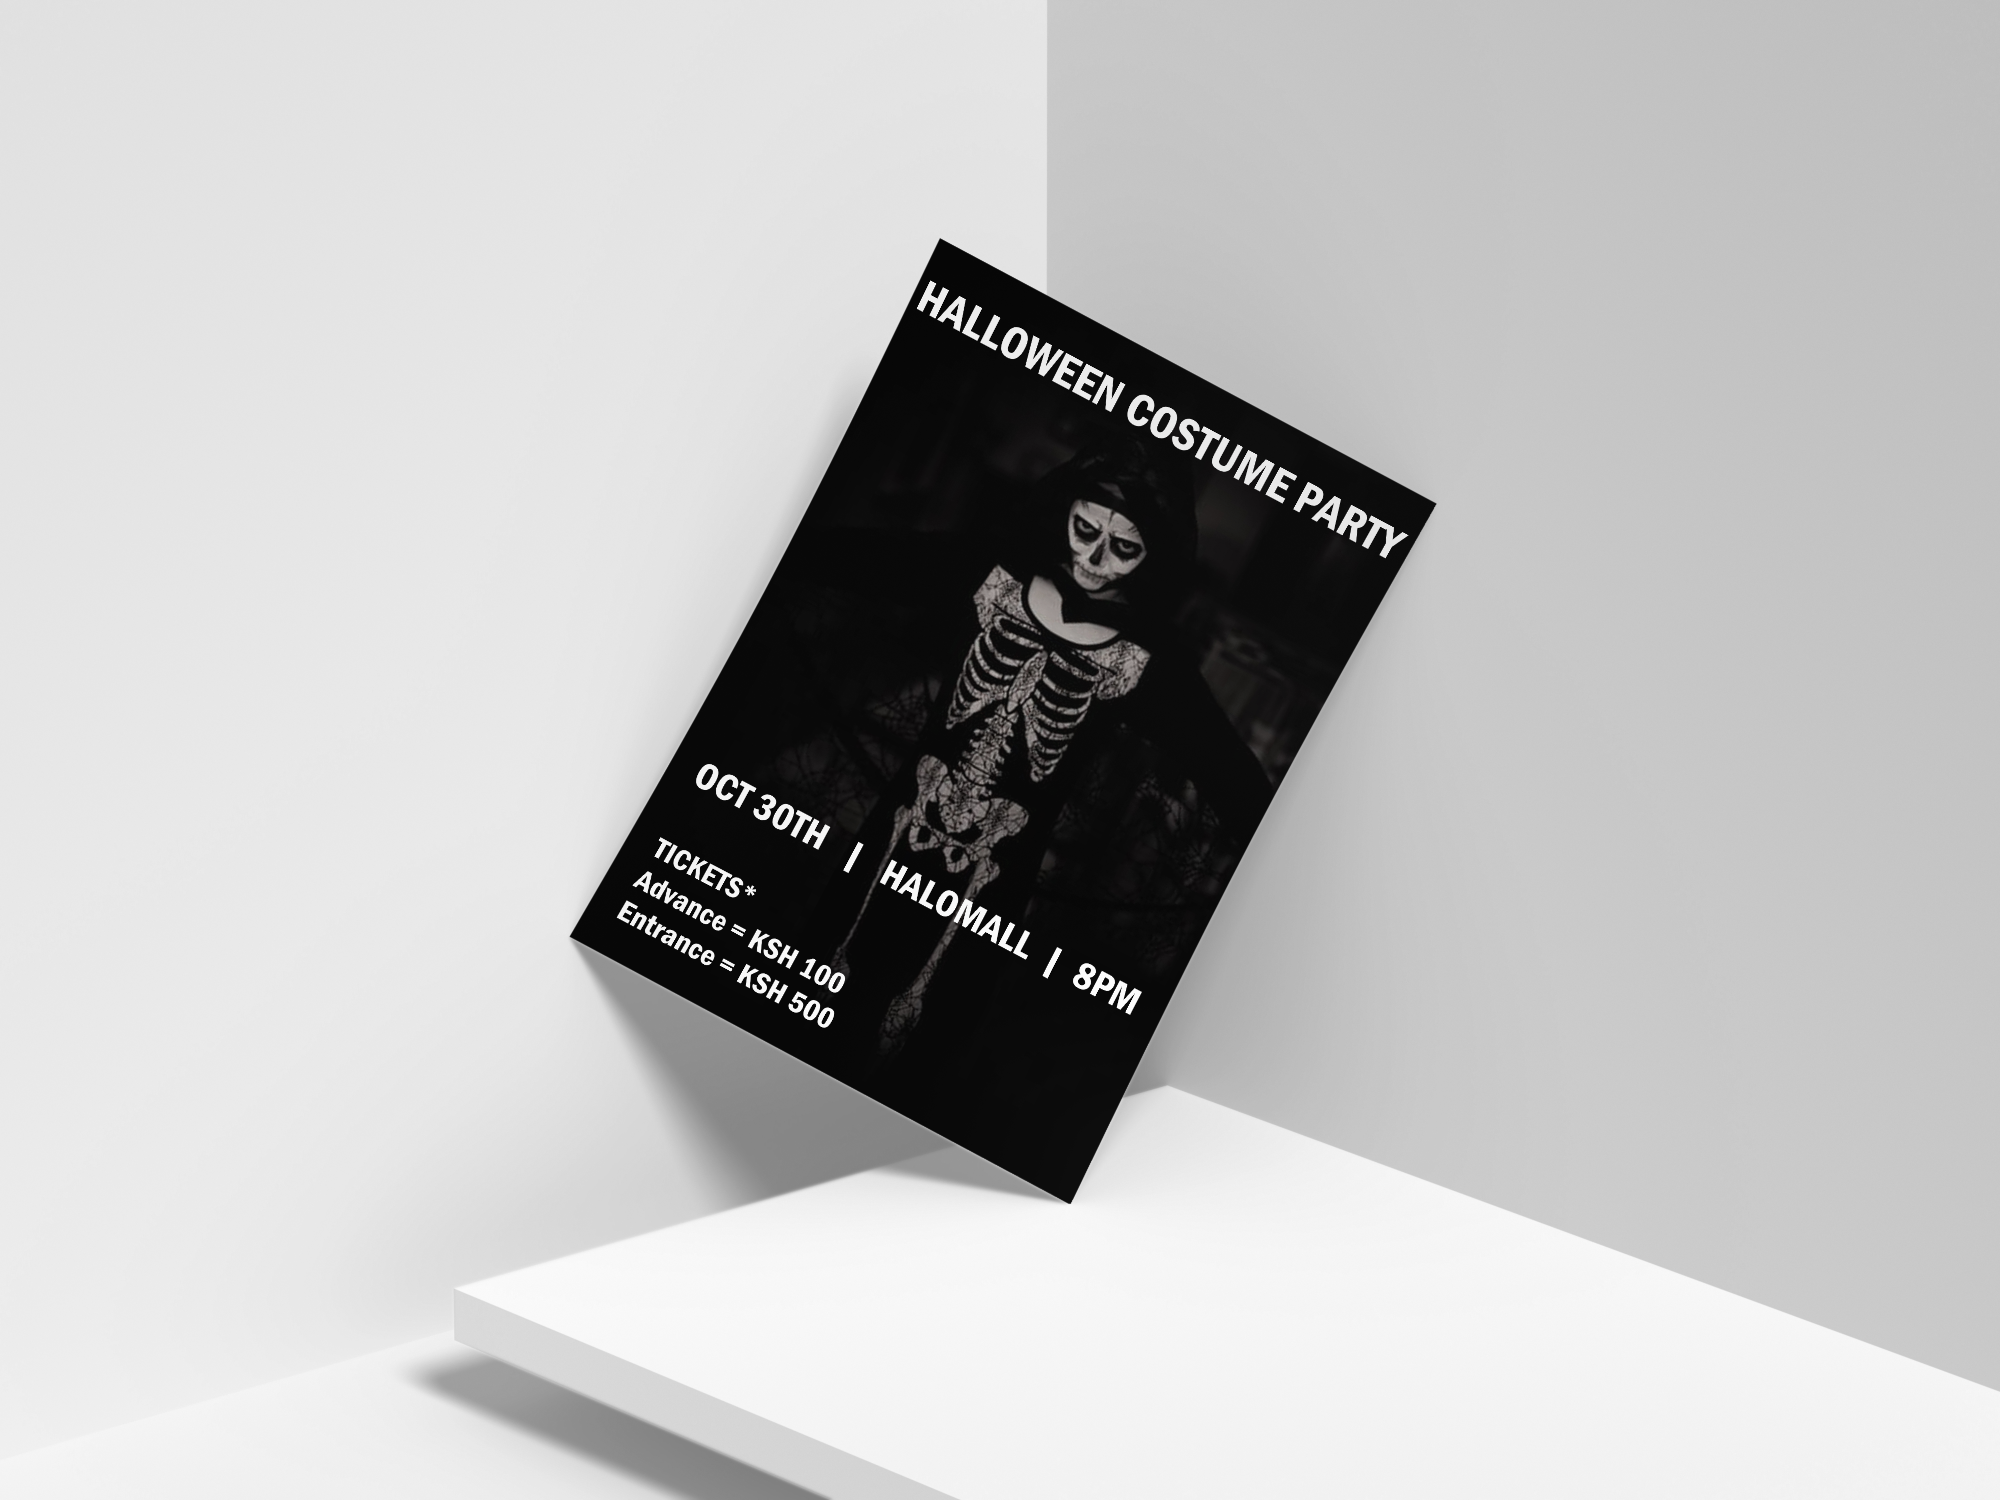 HALLOWEEN COSTUME PARTY
OCT 30TH | HALOMALL | 8PM
TICKETS*
Advance = KSH 100
Entrance = KSH 500